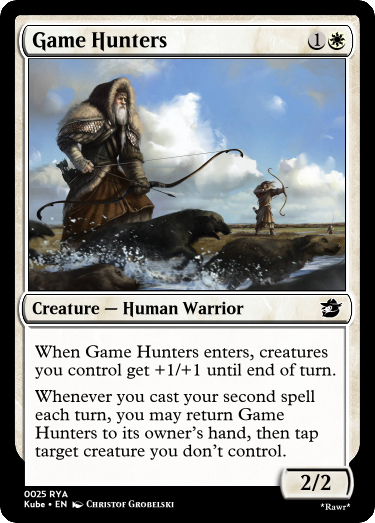 Game Hunters 1
Creature — Human Warrior
When Game Hunters enters, creatures
you control get +1/+1 until end of turn.
Whenever you cast your second spell
each turn, you may return Game
Hunters to its owner's hand, then tap
target creature you don't control.
2/2
0025 RYA
Kube • EN Christof Grobelski
*Rawr*